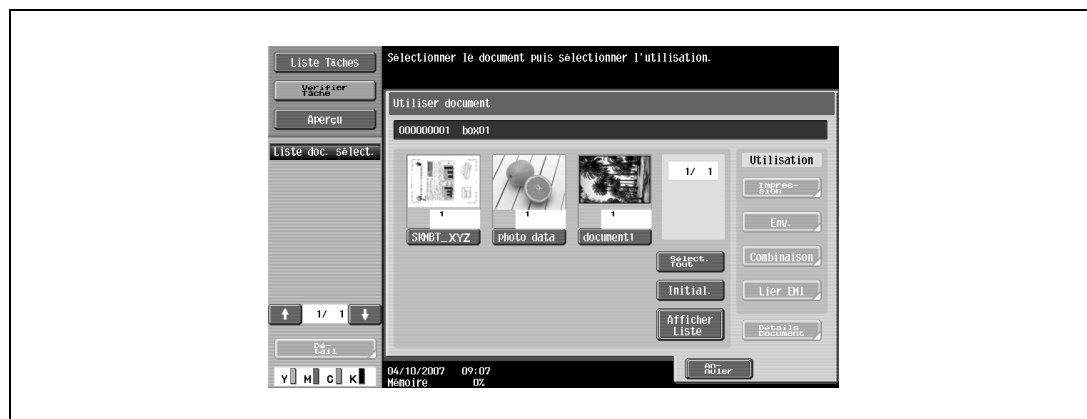 Liste Tâches
Vérifier
Tâche
Aperçu
Liste doc. sélect.
1/ 1
Dé-
tail
Y M C K
Sélectionner le document puis sélectionner l'utilisation.
Utiliser document
000000001 box01
1
SKMBT_XYZ
1
photo data
1
document1
1/ 1
Sélect.
Tout
Initial.
Afficher
Liste
Utilisation
Impres-
sion
Env.
Combinaison
Lier EMI
Détails
Document
An-
nuler
04/10/2007 09:07
Mémoire 0%